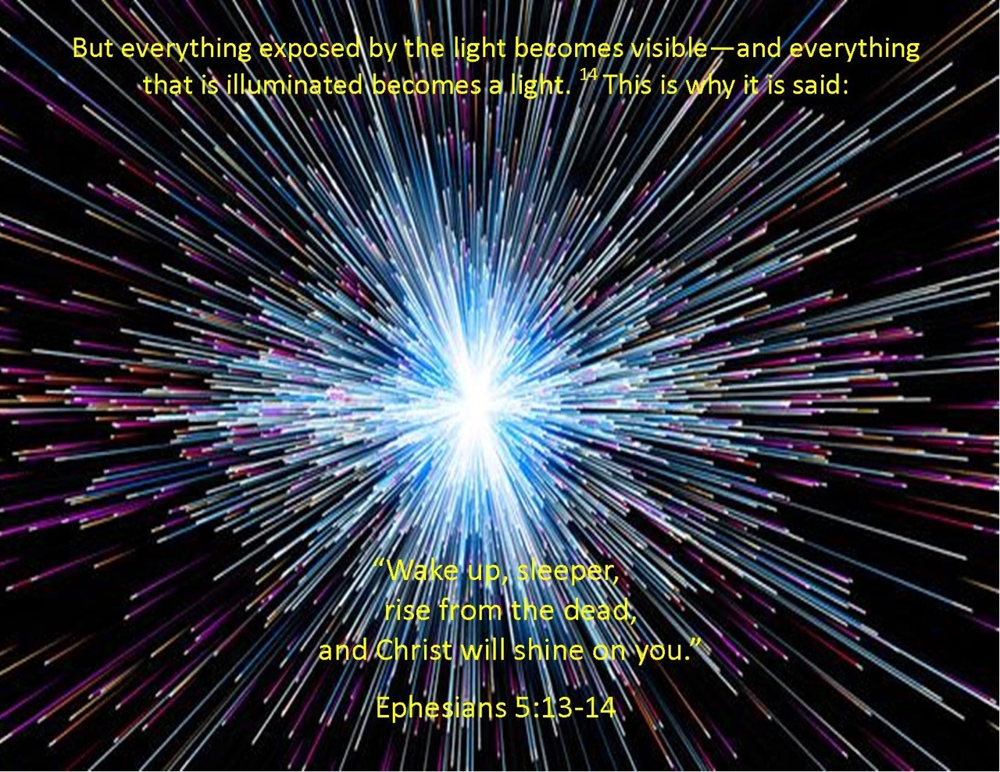 But everything exposed by the light becomes visible—and everything
that is illuminated becomes a light. 14 This is why it is said:
“Wake up, sleeper,
rise from the dead,
and Christ will shine on you.”
Ephesians 5:13-14